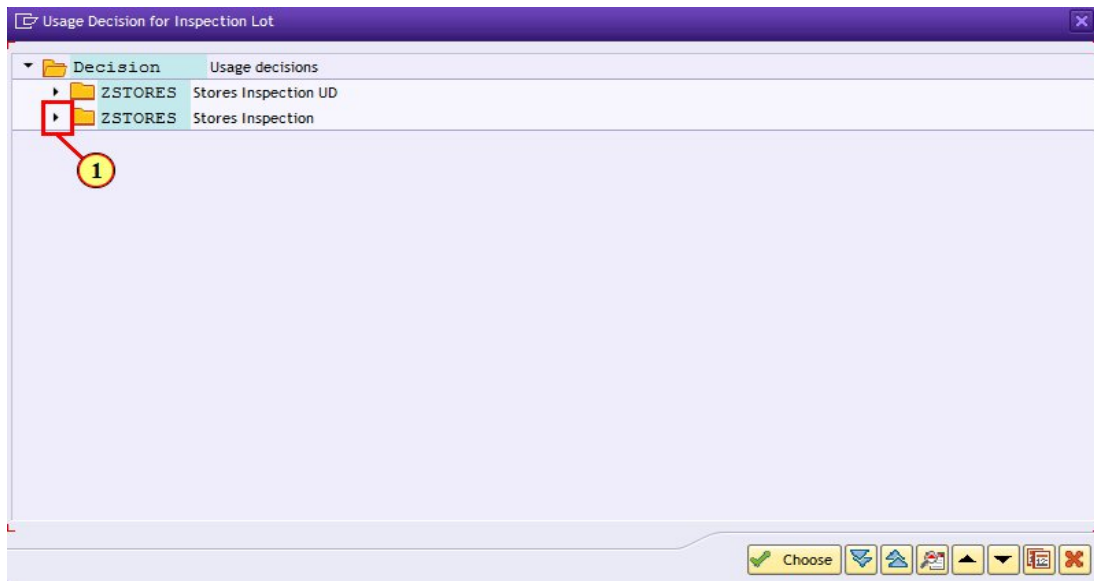 Usage Decision for Inspection Lot
Decision Usage decisions
ZSTORES Stores Inspection UD
ZSTORES Stores Inspection
1
Choose